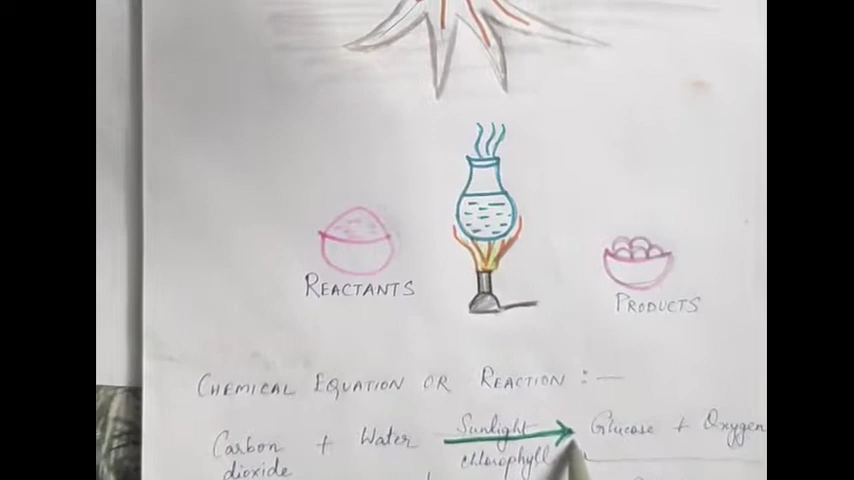 REACTANTS
PRODUCTS
CHEMICAL EQUATION OR REACTION :—
Carbon dioxide + Water Sunlight chlorophyll → Glucose + Oxygen